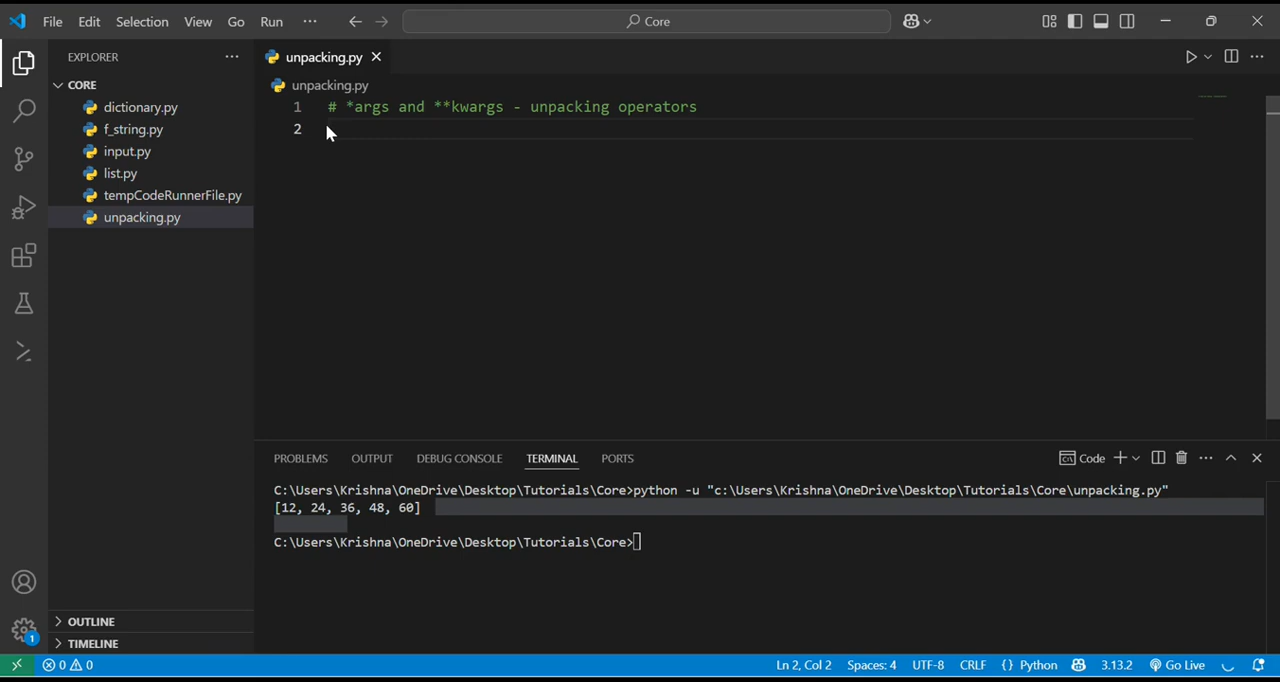 File Edit Selection View Go Run ··· Core
EXPLORER ···
CORE
dictionary.py
f_string.py
input.py
list.py
tempCodeRunnerFile.py
unpacking.py
OUTLINE
TIMELINE
unpacking.py
unpacking.py
1 # *args and **kwargs - unpacking operators
2
PROBLEMS OUTPUT DEBUG CONSOLE TERMINAL PORTS Code
C:\Users\Krishna\OneDrive\Desktop\Tutorials\Core>python -u "c:\Users\Krishna\OneDrive\Desktop\Tutorials\Core\unpacking.py"
[12, 24, 36, 48, 60]
C:\Users\Krishna\OneDrive\Desktop\Tutorials\Core>
1
0 0 Ln 2, Col 2 Spaces: 4 UTF-8 CRLF {} Python 3.13.2 Go Live